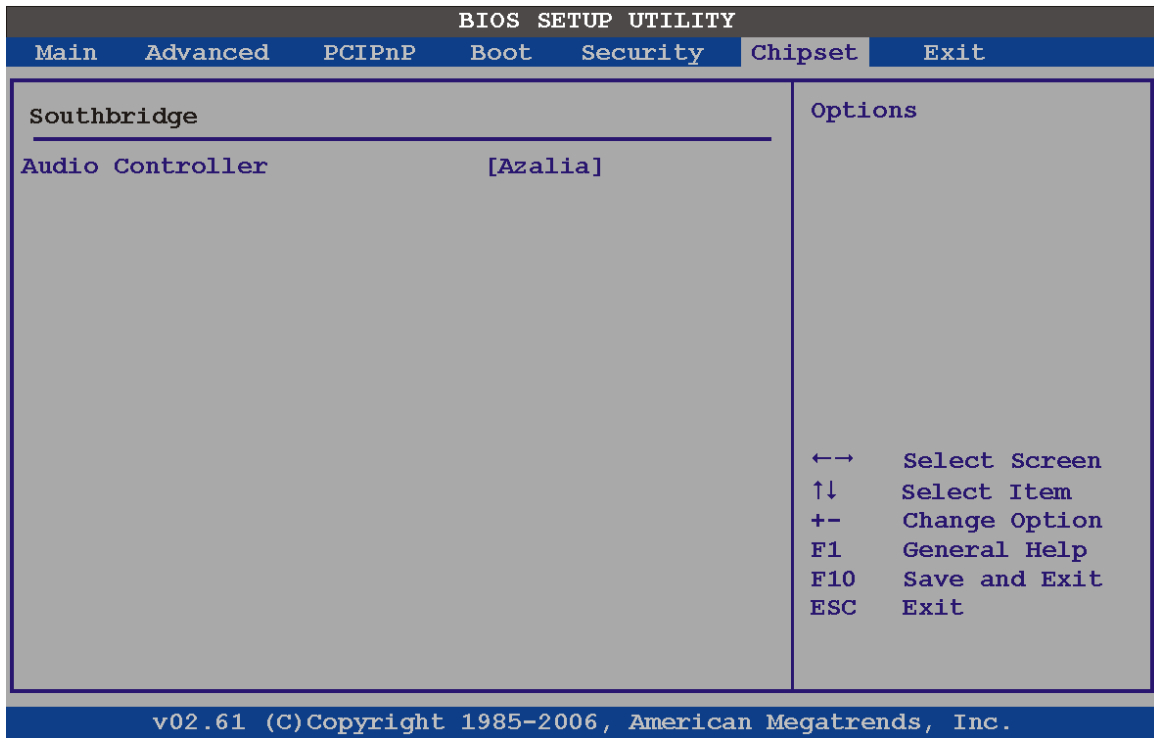 BIOS SETUP UTILITY
Main Advanced PCIPnP Boot Security Chipset Exit
Southbridge
Audio Controller [Azalia]
Options
←→ Select Screen
↑↓ Select Item
+- Change Option
F1 General Help
F10 Save and Exit
ESC Exit
v02.61 (C)Copyright 1985-2006, American Megatrends, Inc.